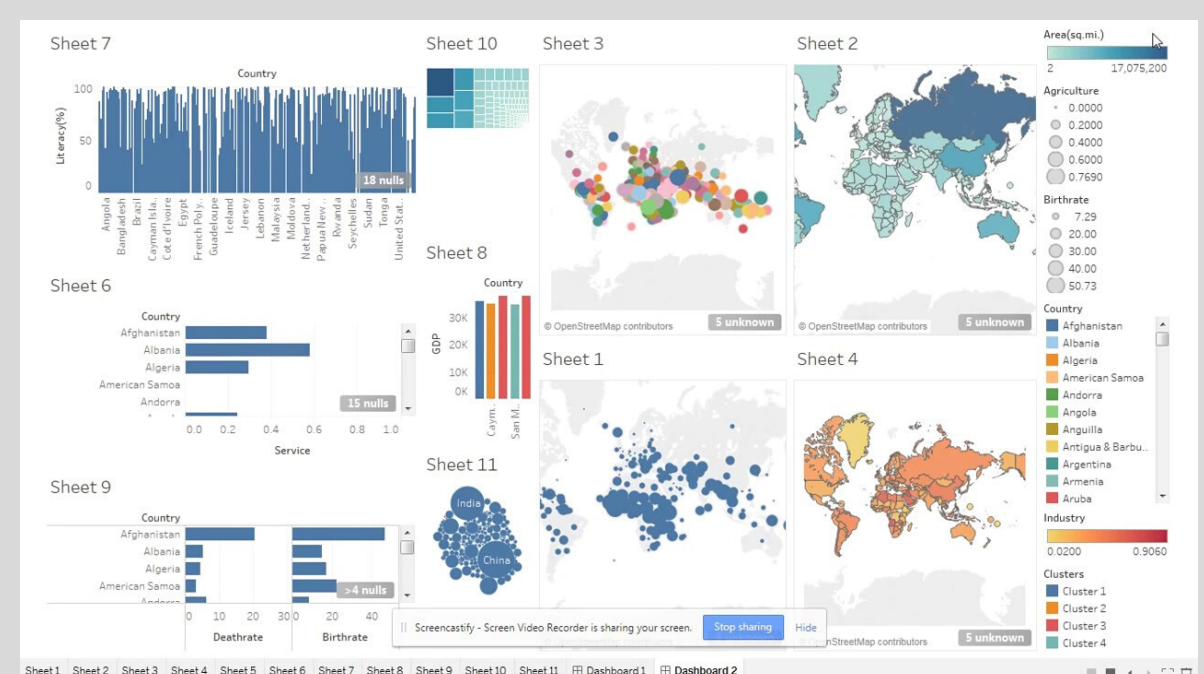 Sheet 7
Country
Literacy(%)
100
50
0
18 nulls
Angola
Bangladesh
Brazil
Cayman Isla..
Cote d'Ivoire
Egypt
French Poly..
Guadeloupe
Iceland
Jersey
Lebanon
Malaysia
Moldova
Netherland..
Papua New ..
Rwanda
Seychelles
Sudan
Tonga
United Stat..
Sheet 6
Country
Afghanistan
Albania
Algeria
American Samoa
Andorra
15 nulls
0.0 0.2 0.4 0.6 0.8 1.0
Service
Sheet 9
Country
Afghanistan
Albania
Algeria
American Samoa
Andorra
>4 nulls
0 10 20 30 0 20 40
Deathrate Birthrate
Sheet 10
Sheet 8
Country
GDP
30K
20K
10K
0K
Caym..
San M..
Sheet 11
India
China
Sheet 3
© OpenStreetMap contributors
5 unknown
Sheet 2
© OpenStreetMap contributors
5 unknown
Sheet 1
Sheet 4
OpenStreetMap contributors
5 unknown
Screencastify - Screen Video Recorder is sharing your screen.
Stop sharing
Hide
Area(sq.mi.)
2 17,075,200
Agriculture
0.0000
0.2000
0.4000
0.6000
0.7690
Birthrate
7.29
20.00
30.00
40.00
50.73
Country
Afghanistan
Albania
Algeria
American Samoa
Andorra
Angola
Anguilla
Antigua & Barbu..
Argentina
Armenia
Aruba
Industry
0.0200 0.9060
Clusters
Cluster 1
Cluster 2
Cluster 3
Cluster 4
Sheet 1 Sheet 2 Sheet 3 Sheet 4 Sheet 5 Sheet 6 Sheet 7 Sheet 8 Sheet 9 Sheet 10 Sheet 11 Dashboard 1 Dashboard 2